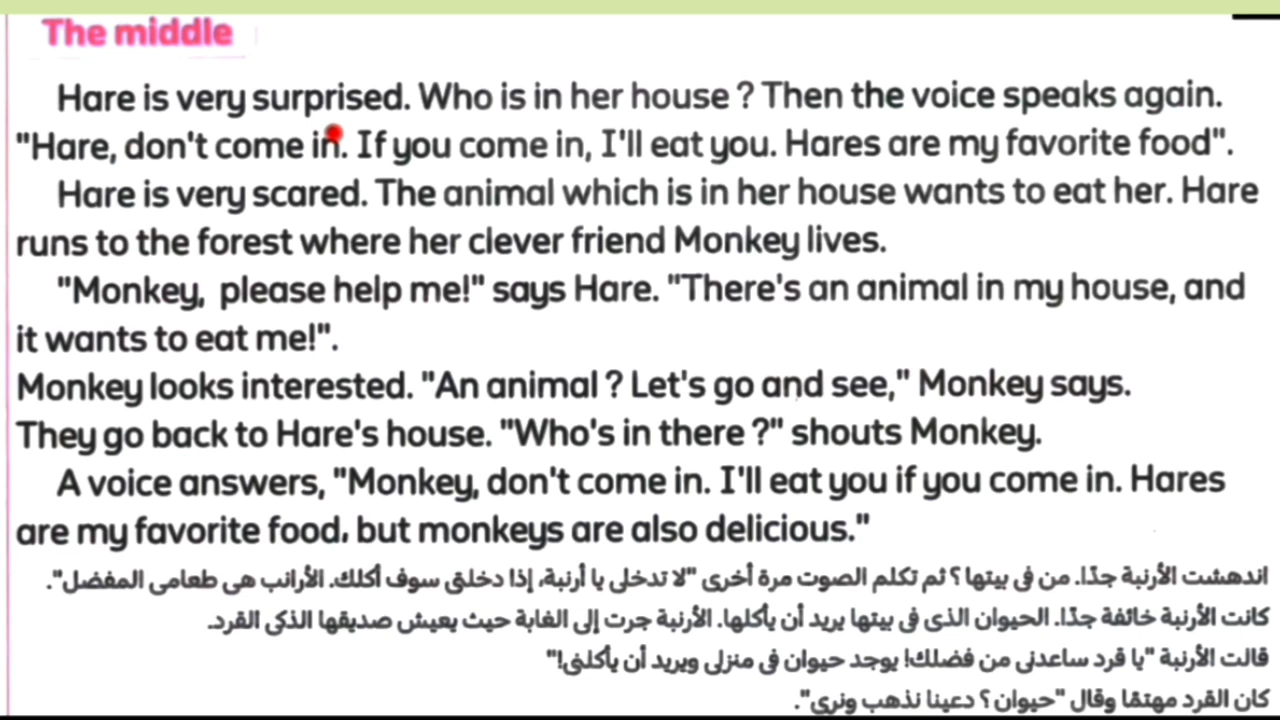 The middle
Hare is very surprised. Who is in her house ? Then the voice speaks again.
"Hare, don't come in. If you come in, I'll eat you. Hares are my favorite food".
Hare is very scared. The animal which is in her house wants to eat her. Hare
runs to the forest where her clever friend Monkey lives.
"Monkey, please help me!" says Hare. "There's an animal in my house, and
it wants to eat me!".
Monkey looks interested. "An animal ? Let's go and see," Monkey says.
They go back to Hare's house. "Who's in there ?" shouts Monkey.
A voice answers, "Monkey, don't come in. I'll eat you if you come in. Hares
are my favorite food, but monkeys are also delicious."
اندهشت الأرنبة جدًا. من فى بيتها ؟ ثم تكلم الصوت مرة أخرى "لا تدخلى يا أرنبة، إذا دخلتى سوف أكلك. الأرانب هى طعامى المفضل".
كانت الأرنبة خائفة جدًا. الحيوان الذى فى بيتها يريد أن يأكلها. الأرنبة جرت إلى الغابة حيث يعيش صديقها الذكى القرد.
قالت الأرنبة "يا قرد ساعدنى من فضلك! يوجد حيوان فى منزلى ويريد أن يأكلنى!"
كان القرد مهتمًا وقال "حيوان ؟ دعينا نذهب ونرى".